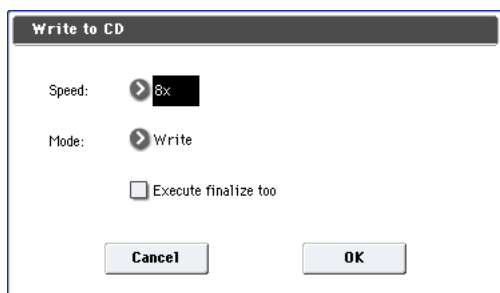 Write to CD
Speed: 8x
Mode: Write
Execute finalize too
Cancel OK